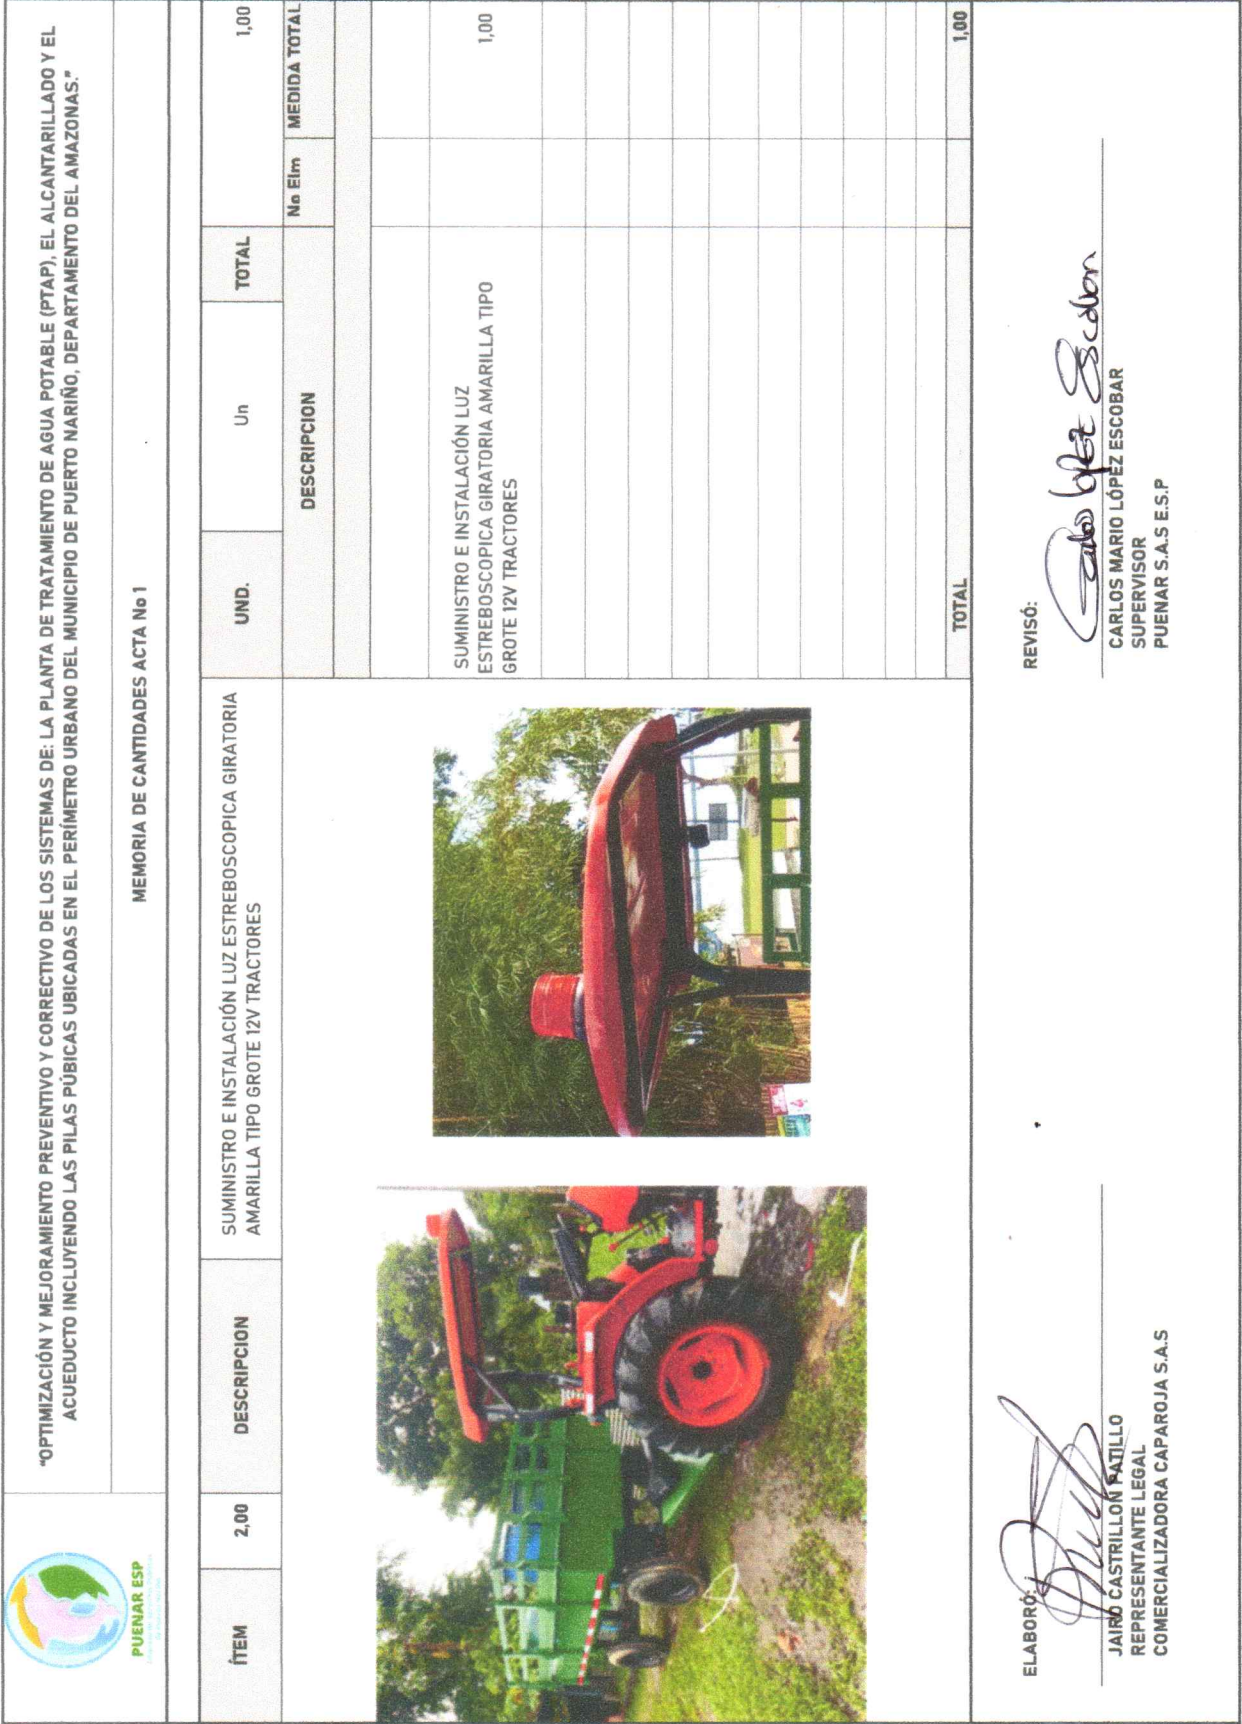 "OPTIMIZACIÓN Y MEJORAMIENTO PREVENTIVO Y CORRECTIVO DE LOS SISTEMAS DE: LA PLANTA DE TRATAMIENTO DE AGUA POTABLE (PTAP), EL ALCANTARILLADO Y EL
ACUEDUCTO INCLUYENDO LAS PILAS PÚBICAS UBICADAS EN EL PERÍMETRO URBANO DEL MUNICIPIO DE PUERTO NARIÑO, DEPARTAMENTO DEL AMAZONAS."
PUENAR ESP
MEMORIA DE CANTIDADES ACTA No 1
ÍTEM 2,00 DESCRIPCION
SUMINISTRO E INSTALACIÓN LUZ ESTREBOSCOPICA GIRATORIA
AMARILLA TIPO GROTE 12V TRACTORES
UND. Un TOTAL 1,00
DESCRIPCION No Elm MEDIDA TOTAL
SUMINISTRO E INSTALACIÓN LUZ
ESTREBOSCOPICA GIRATORIA AMARILLA TIPO
GROTE 12V TRACTORES
1,00
TOTAL 1,00
ELABORÓ:
JAIRO CASTRILLON PATILLO
REPRESENTANTE LEGAL
COMERCIALIZADORA CAPAROJA S.A.S
REVISÓ:
Carlos López Escobar
CARLOS MARIO LÓPEZ ESCOBAR
SUPERVISOR
PUENAR S.A.S E.S.P